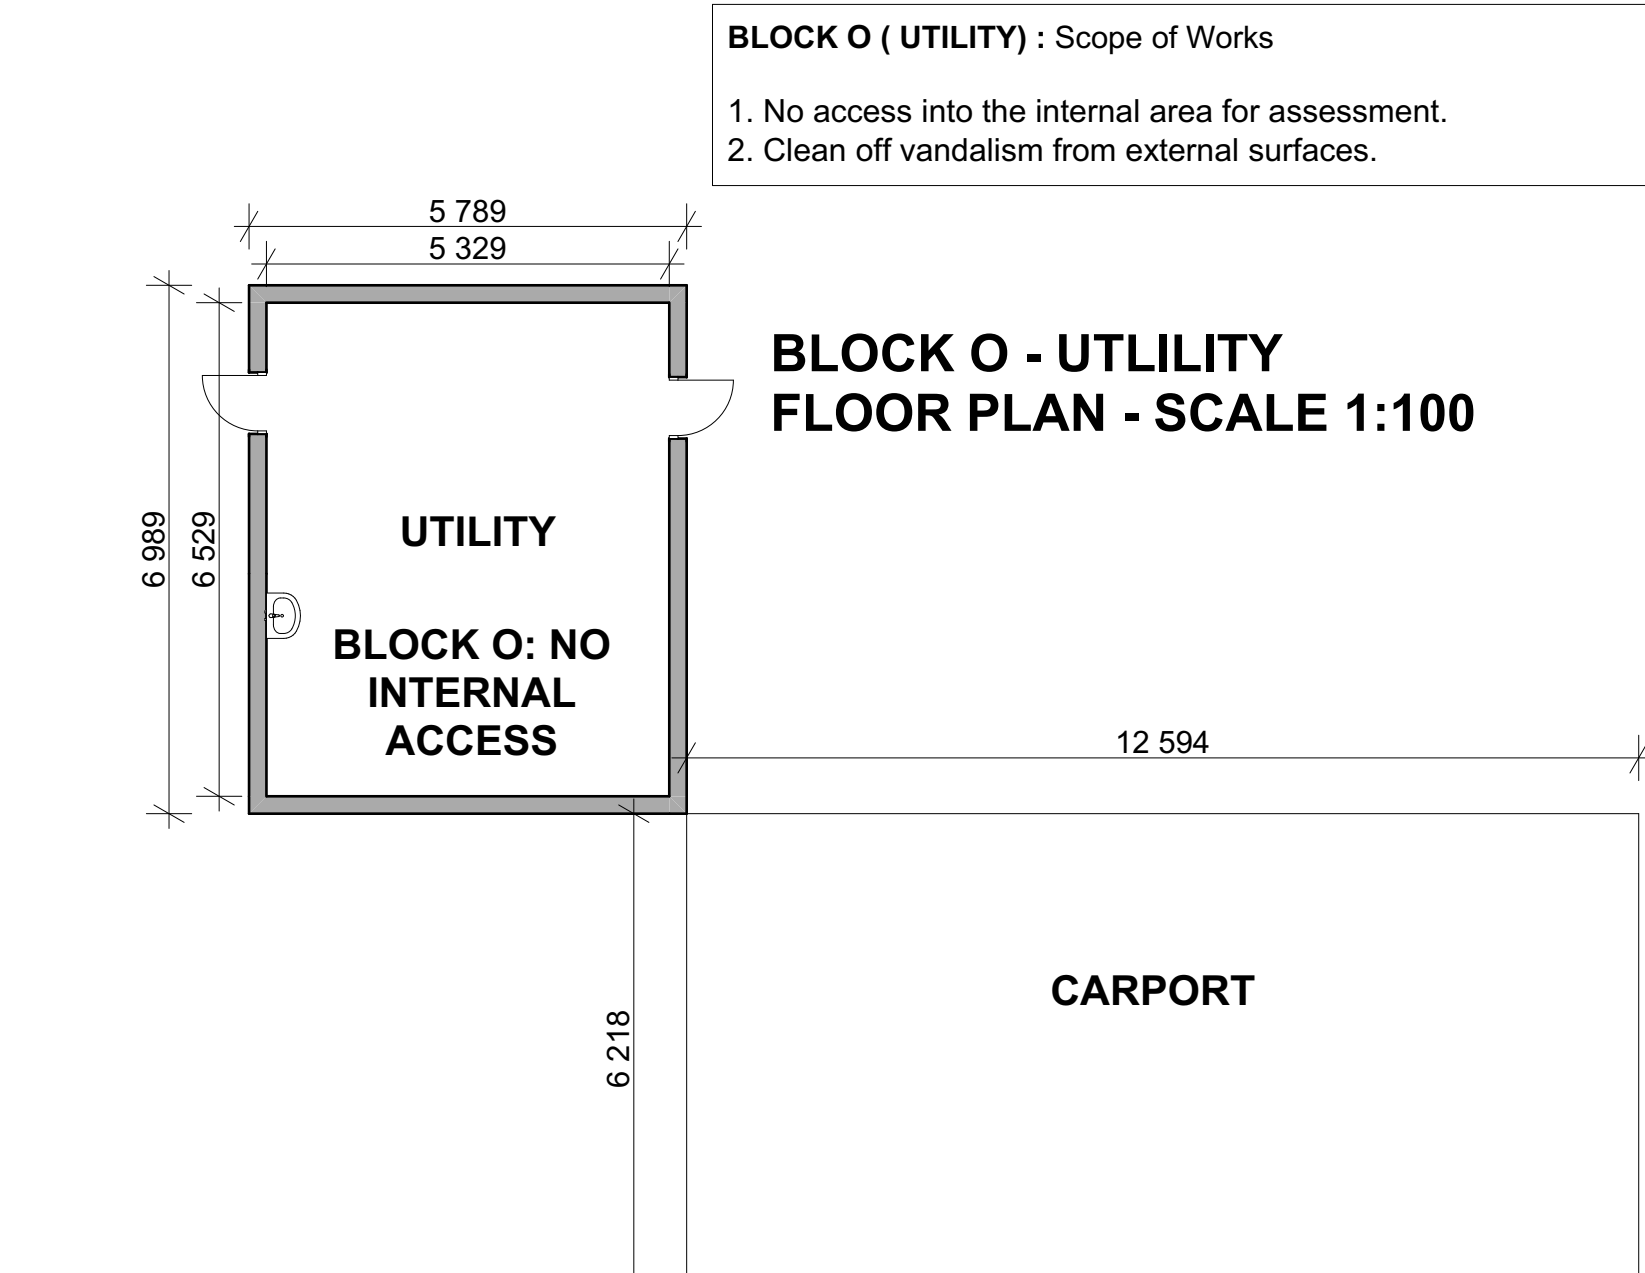 BLOCK O ( UTILITY) : Scope of Works
1. No access into the internal area for assessment.
2. Clean off vandalism from external surfaces.
5 789
5 329
BLOCK O - UTLILITY
FLOOR PLAN - SCALE 1:100
6 989
6 529
UTILITY
BLOCK O: NO
INTERNAL
ACCESS
12 594
CARPORT
6 218